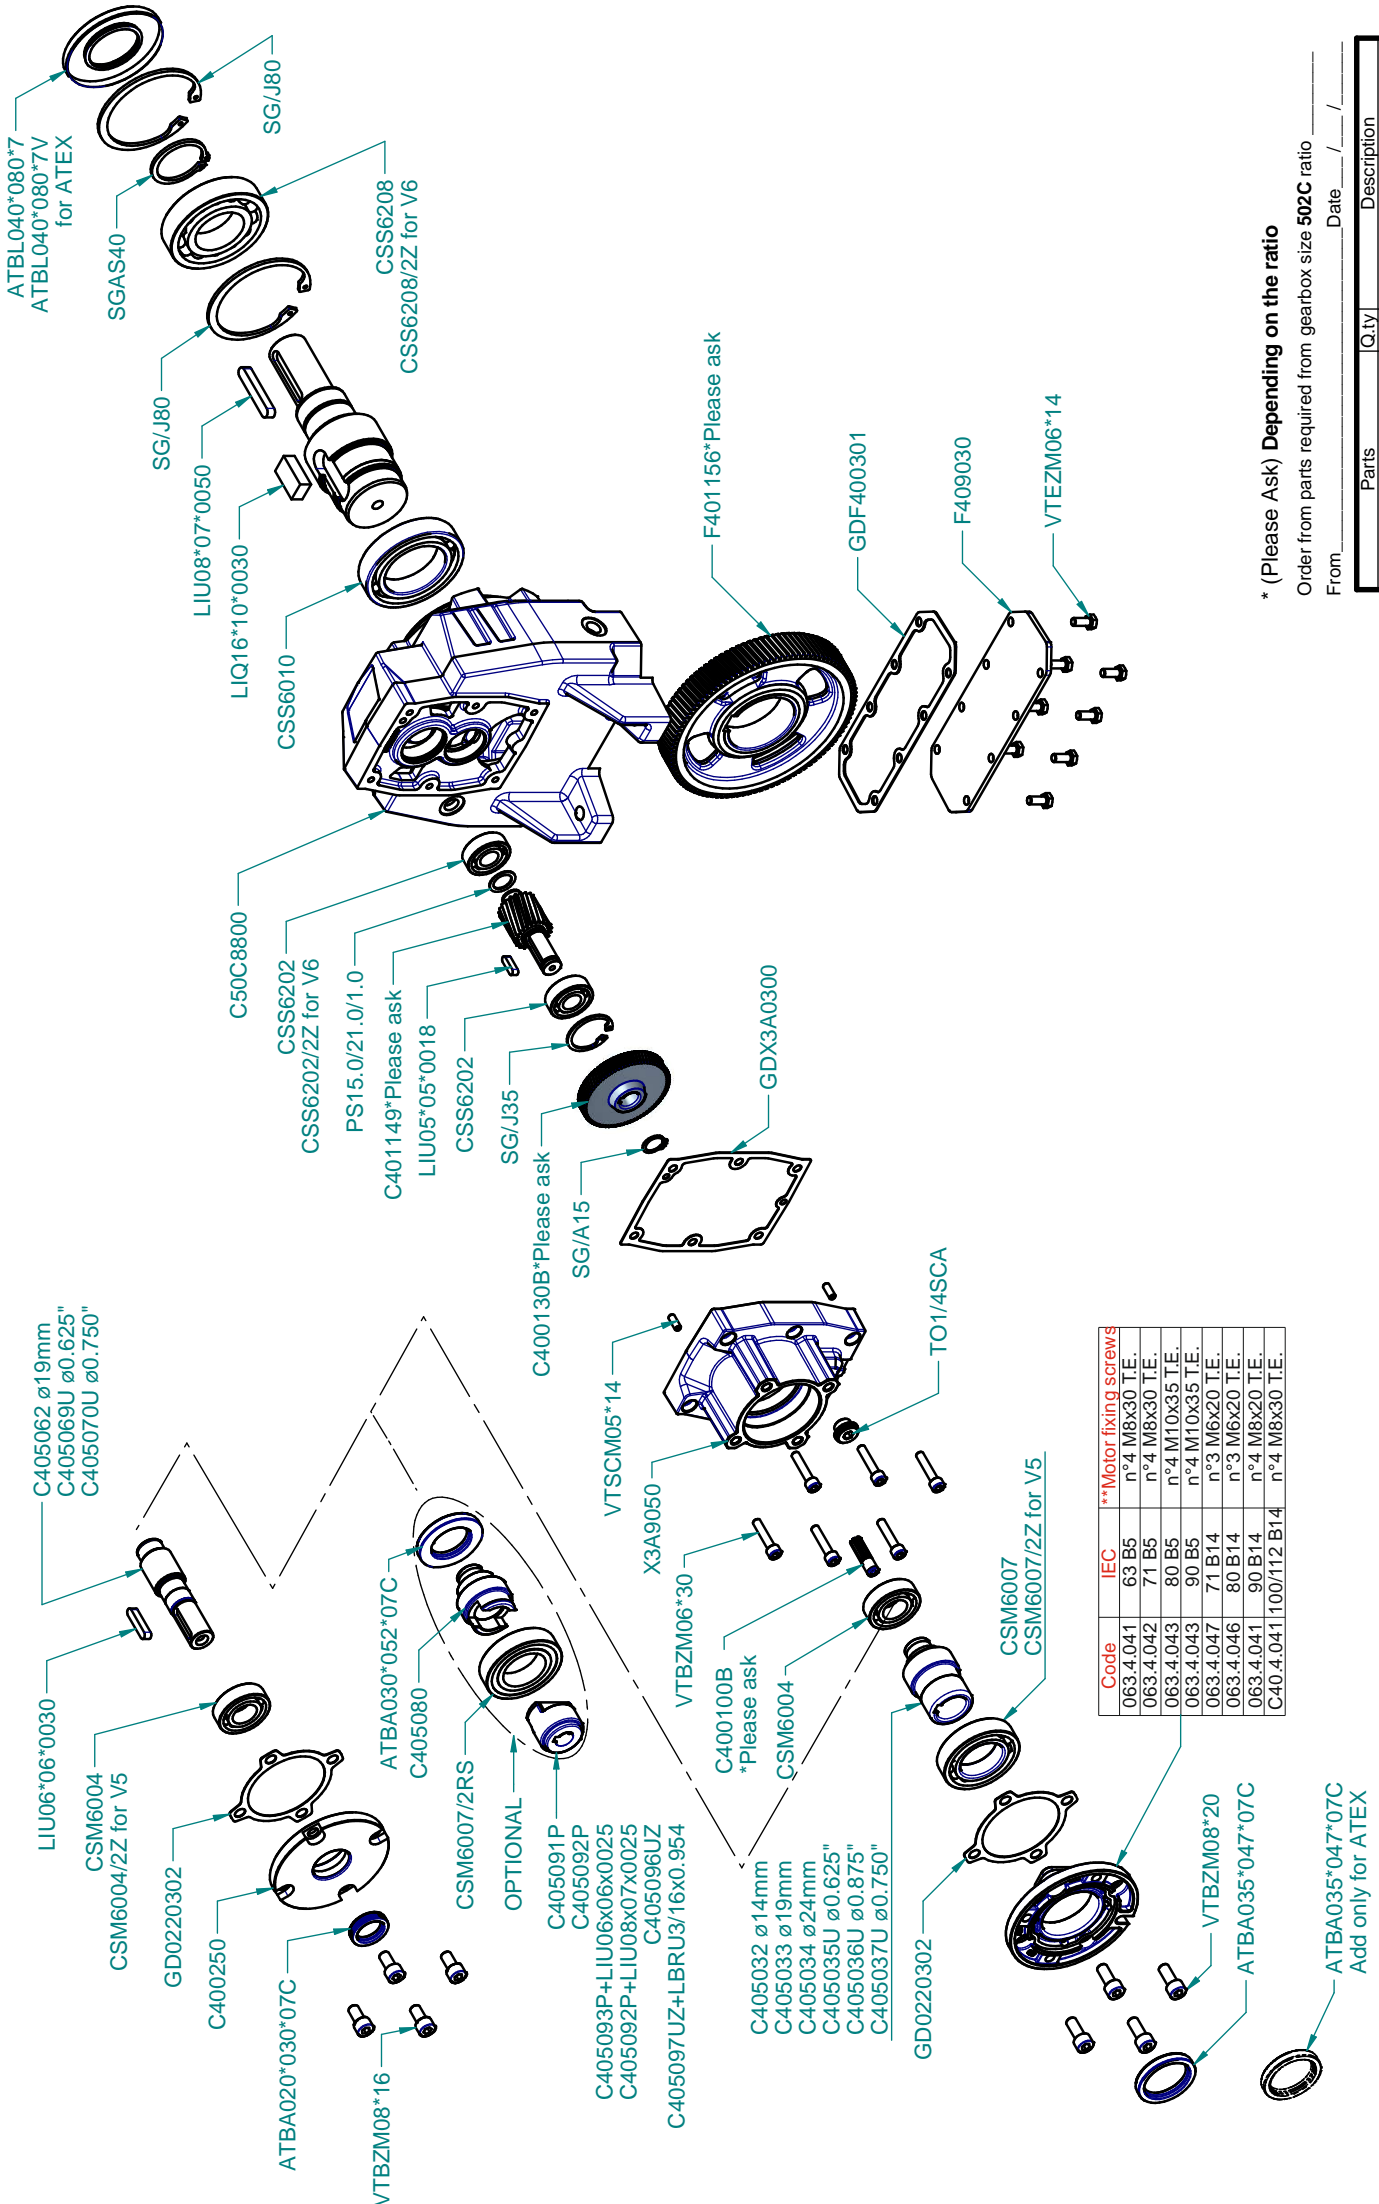 ATBL040*080*7
ATBL040*080*7V
for ATEX
SG/J80
SGAS40
CSS6208
CSS6208/2Z for V6
SG/J80
LIU08*07*0050
LIQ16*10*0030
CSS6010
F401156*Please ask
GDF400301
F409030
VTEZM06*14
C50C8800
CSS6202
CSS6202/2Z for V6
PS15.0/21.0/1.0
C401149*Please ask
LIU05*05*0018
CSS6202
SG/J35
C400130B*Please ask
SG/A15
GDX3A0300
C405062 ø19mm
C405069U ø0.625"
C405070U ø0.750"
LIU06*06*0030
CSM6004
CSM6004/2Z for V5
GD0220302
C400250
ATBA020*030*07C
VTBZM08*16
ATBA030*052*07C
C405080
CSM6007/2RS
OPTIONAL
C405091P
C405092P
C405093P+LIU06x06x0025
C405092P+LIU08x07x0025
C405096UZ
C405097UZ+LBRU3/16x0.954
VTSCM05*14
X3A9050
TO1/4SCA
VTBZM06*30
C400100B
*Please ask
CSM6004
CSM6007
CSM6007/2Z for V5
C405032 ø14mm
C405033 ø19mm
C405034 ø24mm
C405035U ø0.625"
C405036U ø0.875"
C405037U ø0.750"
GD0220302
VTBZM08*20
ATBA035*047*07C
ATBA035*047*07C
Add only for ATEX
Code IEC **Motor fixing screws
063.4.041 63 B5 n°4 M8x30 T.E.
063.4.042 71 B5 n°4 M8x30 T.E.
063.4.043 80 B5 n°4 M10x35 T.E.
063.4.043 90 B5 n°4 M10x35 T.E.
063.4.047 71 B14 n°3 M6x20 T.E.
063.4.046 80 B14 n°3 M6x20 T.E.
063.4.041 90 B14 n°4 M8x20 T.E.
C40.4.041 100/112 B14 n°4 M8x30 T.E.
* (Please Ask) Depending on the ratio
Order from parts required from gearbox size 502C ratio ______
From__________________________Date___/___ /______
Parts Q.ty Description